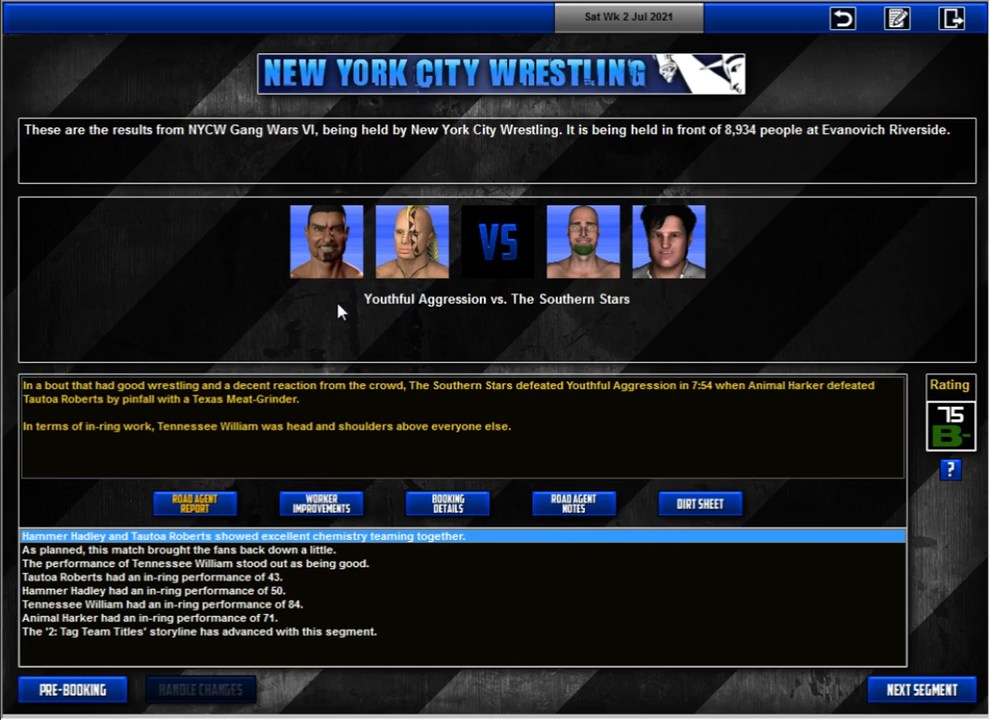 Sat Wk 2 Jul 2021
NEW YORK CITY WRESTLING
These are the results from NYCW Gang Wars VI, being held by New York City Wrestling. It is being held in front of 8,934 people at Evanovich Riverside.
VS
Youthful Aggression vs. The Southern Stars
In a bout that had good wrestling and a decent reaction from the crowd, The Southern Stars defeated Youthful Aggression in 7:54 when Animal Harker defeated
Tautoa Roberts by pinfall with a Texas Meat-Grinder.
In terms of in-ring work, Tennessee William was head and shoulders above everyone else.
Rating
75
B-
?
ROAD AGENT
REPORT
WORKER
IMPROVEMENTS
BOOKING
DETAILS
ROAD AGENT
NOTES
DIRT SHEET
Hammer Hadley and Tautoa Roberts showed excellent chemistry teaming together.
As planned, this match brought the fans back down a little.
The performance of Tennessee William stood out as being good.
Tautoa Roberts had an in-ring performance of 43.
Hammer Hadley had an in-ring performance of 50.
Tennessee William had an in-ring performance of 84.
Animal Harker had an in-ring performance of 71.
The '2: Tag Team Titles' storyline has advanced with this segment.
PRE-BOOKING
HANDLE CHANGES
NEXT SEGMENT